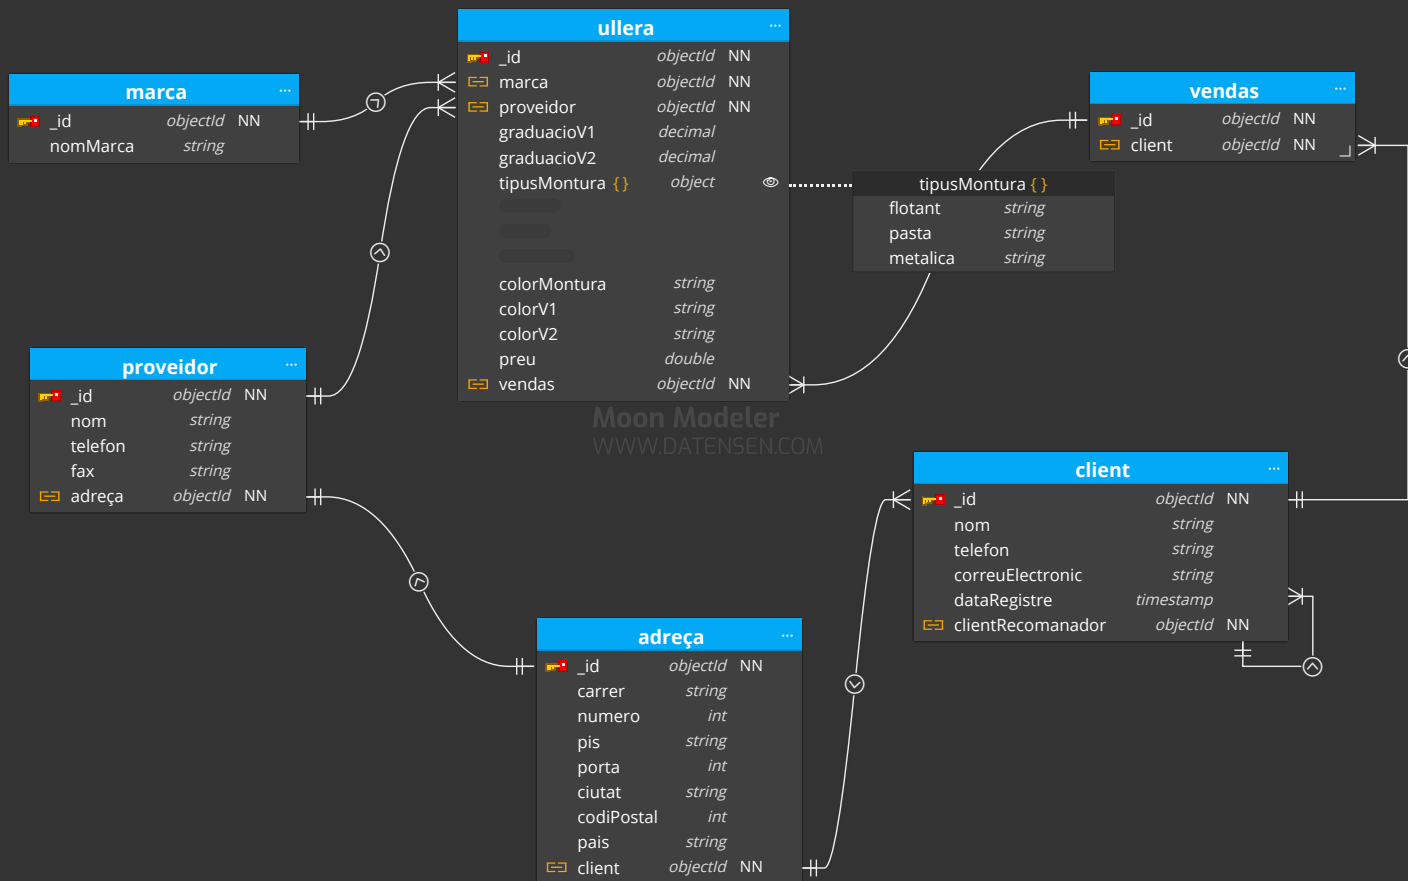 ullera
_id objectId NN
marca objectId NN
proveidor objectId NN
graduacioV1 decimal
graduacioV2 decimal
tipusMontura {} object
colorMontura string
colorV1 string
colorV2 string
preu double
vendas objectId NN
marca
_id objectId NN
nomMarca string
vendas
_id objectId NN
client objectId NN
tipusMontura {}
flotant string
pasta string
metalica string
proveidor
_id objectId NN
nom string
telefon string
fax string
adreça objectId NN
Moon Modeler
WWW.DATENSEN.COM
client
_id objectId NN
nom string
telefon string
correuElectronic string
dataRegistre timestamp
clientRecomanador objectId NN
adreça
_id objectId NN
carrer string
numero int
pis string
porta int
ciutat string
codiPostal int
pais string
client objectId NN